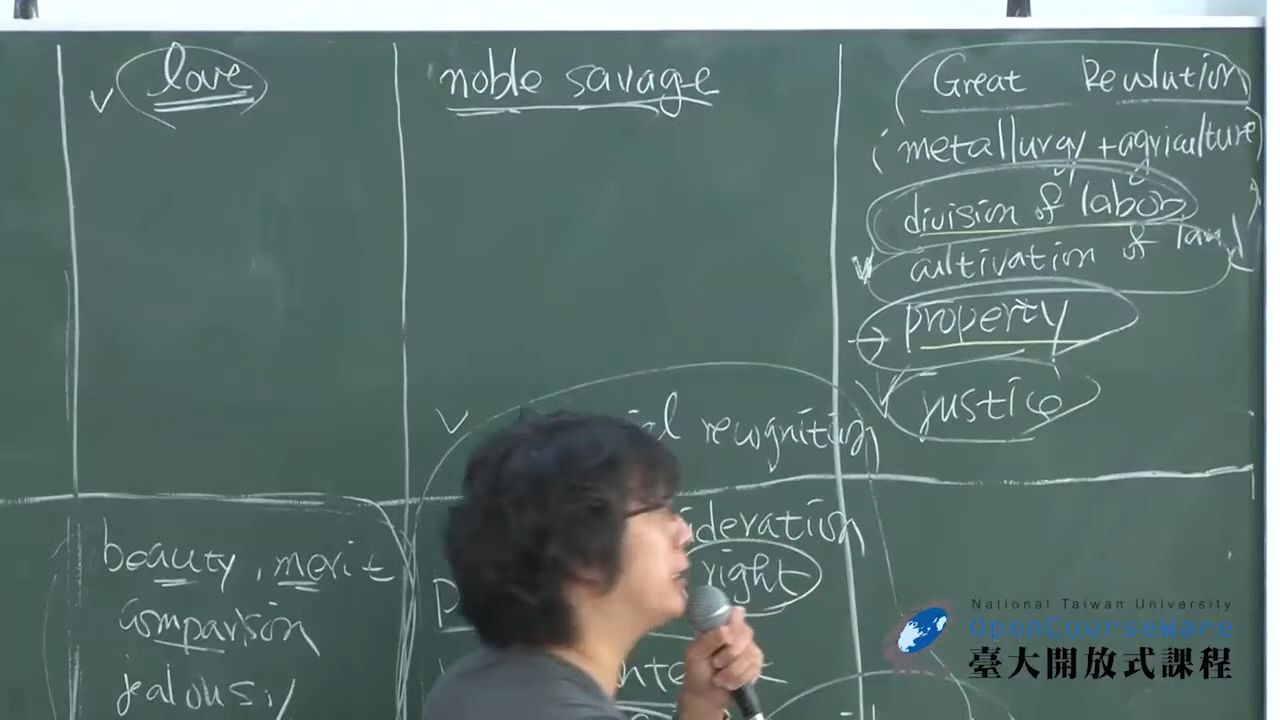 love
noble savage
Great Revolution
(metallurgy + agriculture)
division of labor
cultivation of land
property
justice
recognition
beauty, merit
comparison
jealousy
right
National Taiwan University
OpenCourseWare
臺大開放式課程